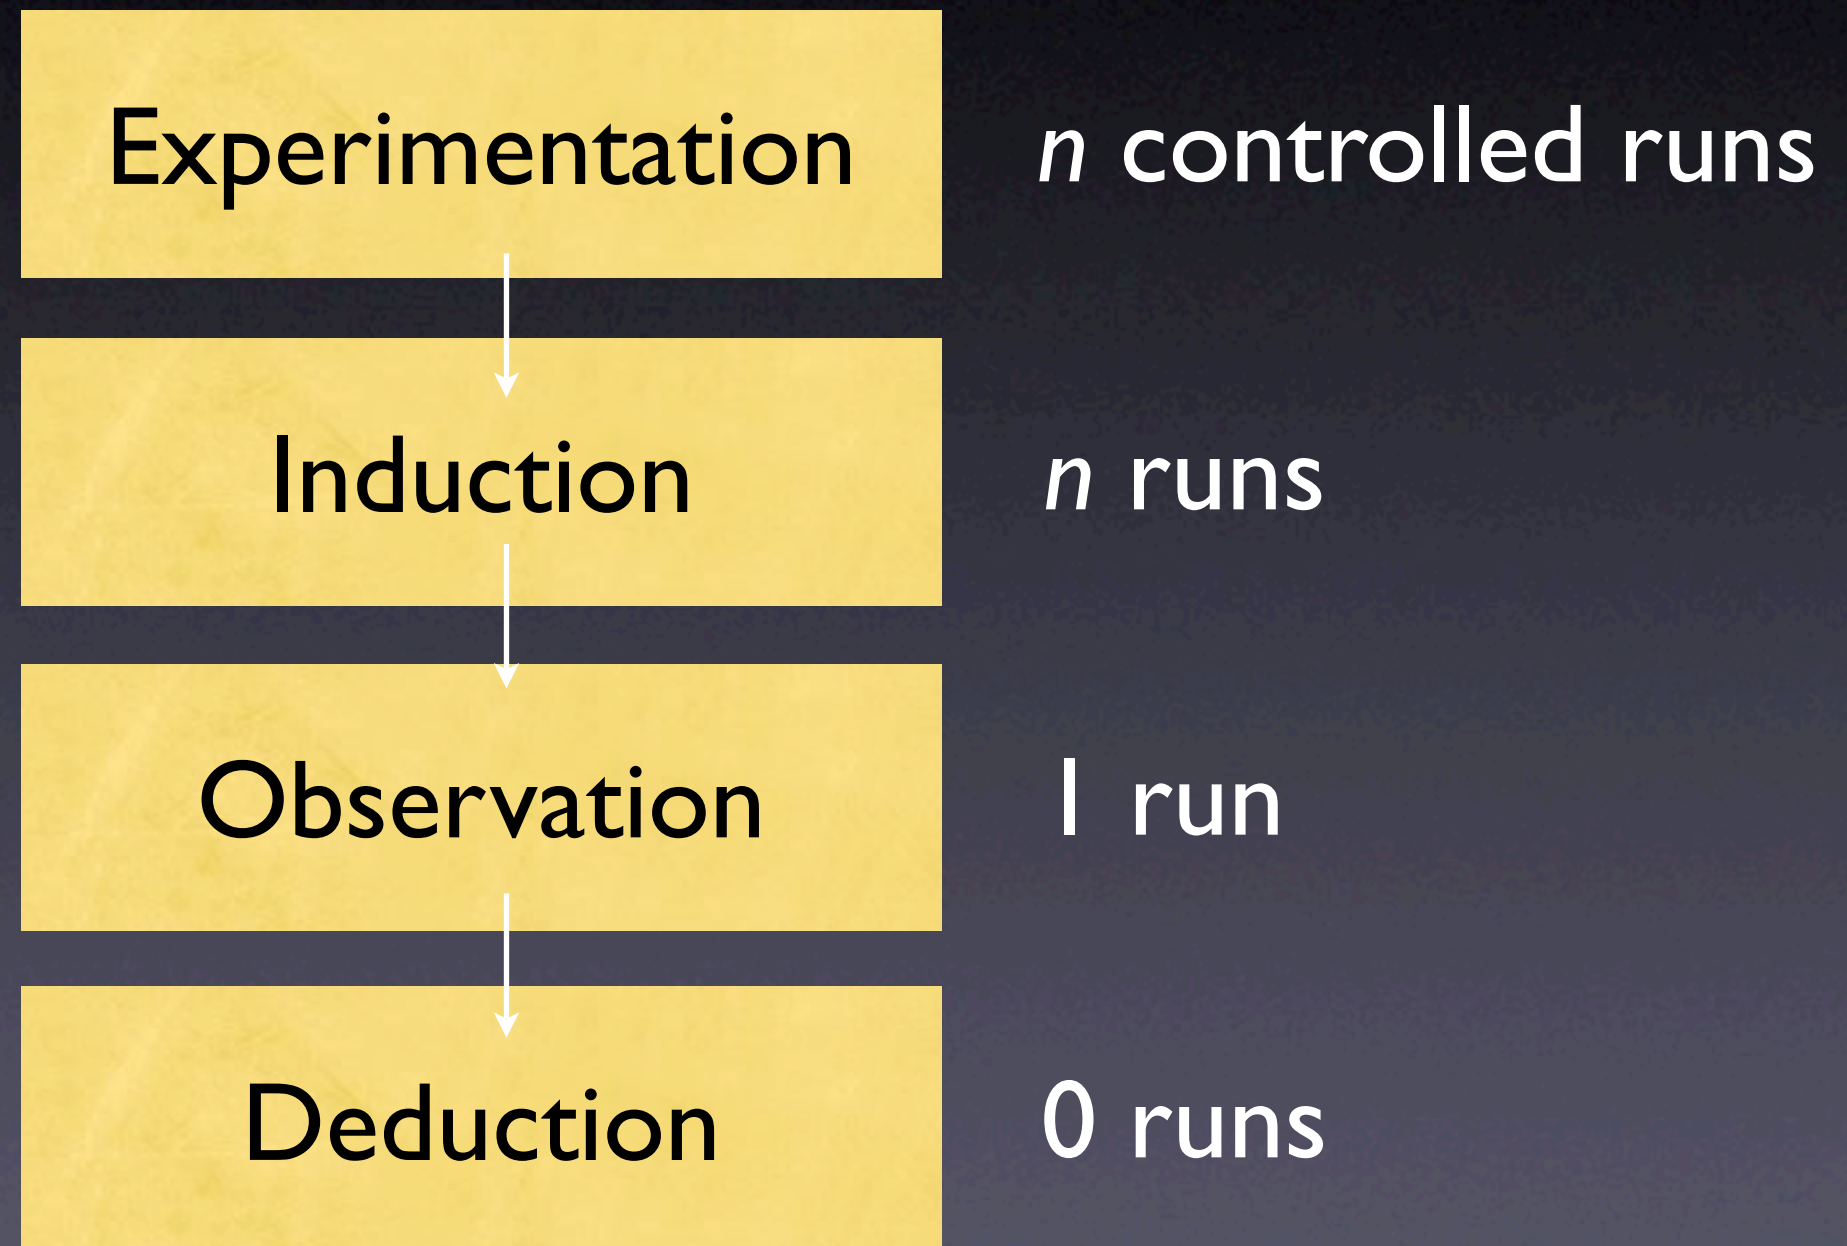 Experimentation n controlled runs
Induction n runs
Observation 1 run
Deduction 0 runs